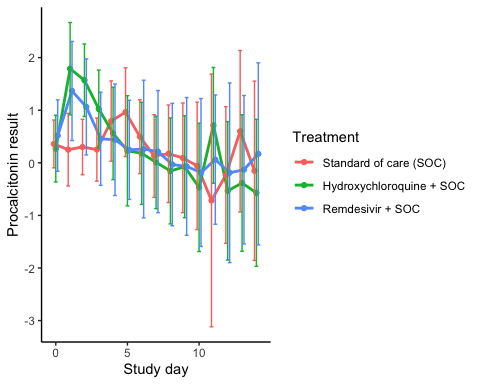 2
1
0
-1
-2
-3
Procalcitonin result
0
5
10
Study day
Treatment
Standard of care (SOC)
Hydroxychloroquine + SOC
Remdesivir + SOC